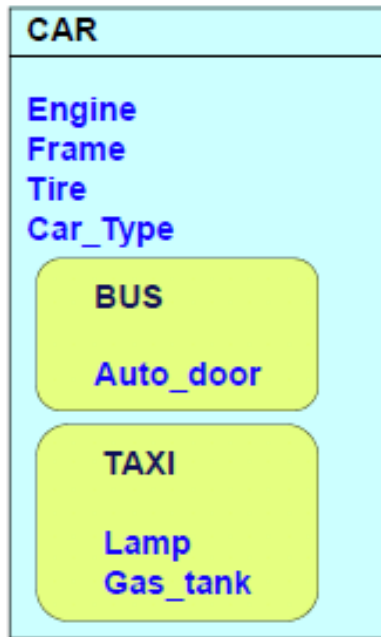 CAR
Engine
Frame
Tire
Car_Type
BUS
Auto_door
TAXI
Lamp
Gas_tank